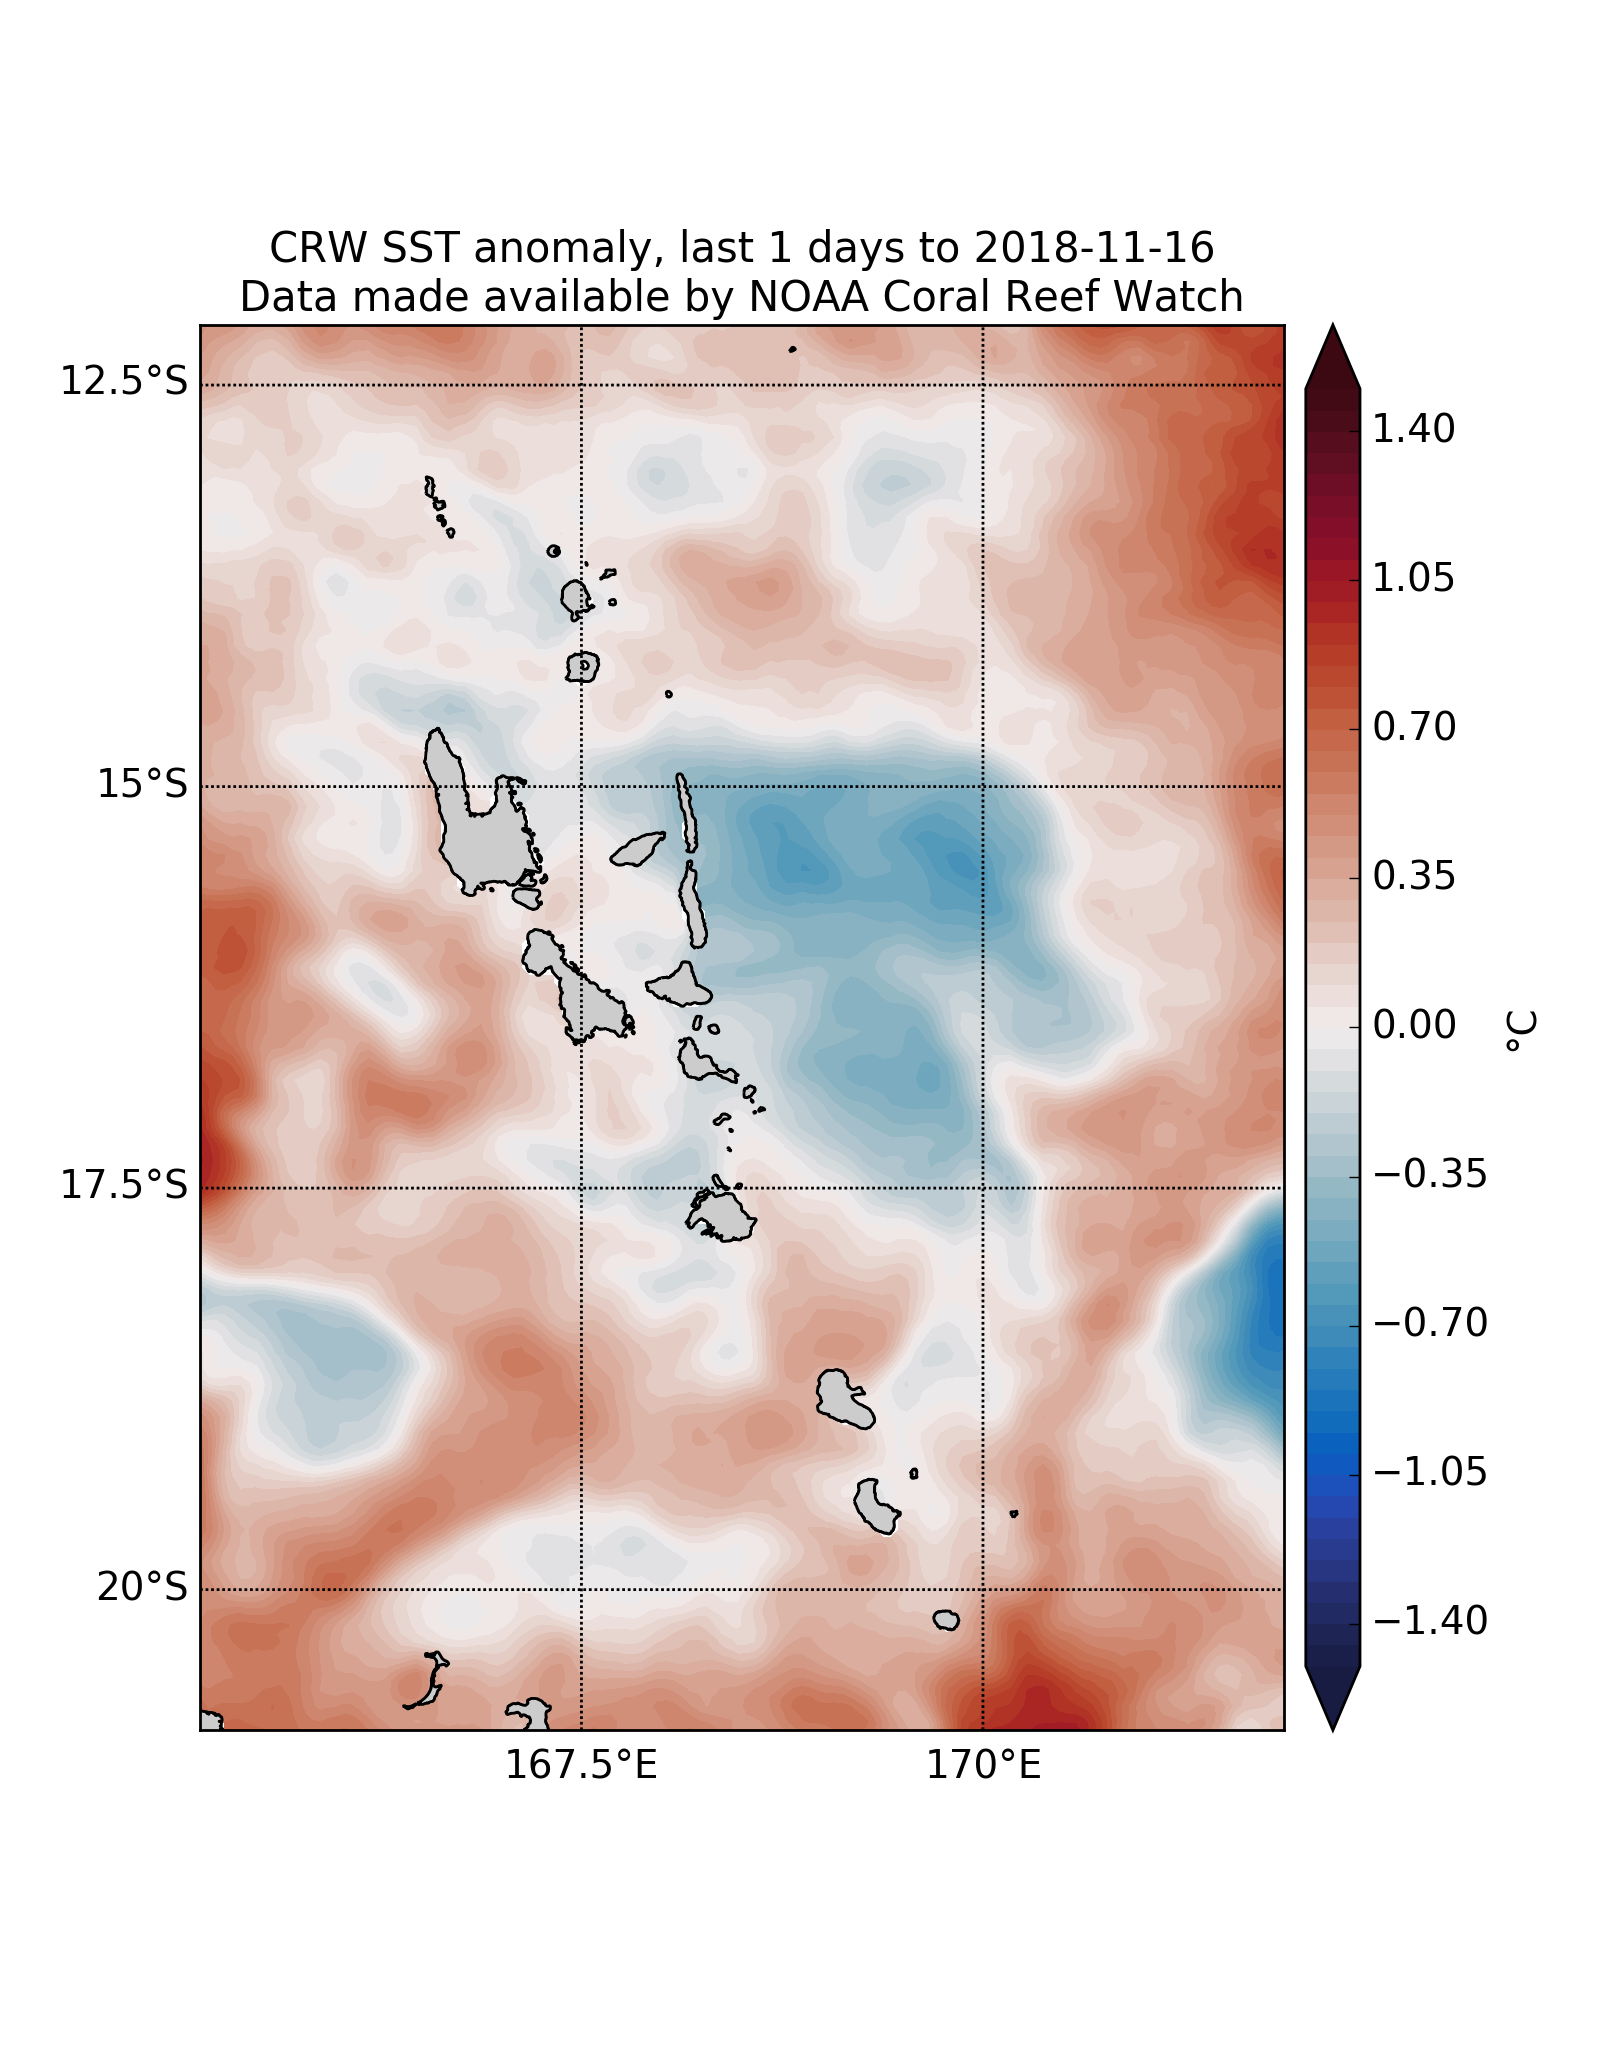 CRW SST anomaly, last 1 days to 2018-11-16
Data made available by NOAA Coral Reef Watch
12.5°S
15°S
17.5°S
20°S
167.5°E
170°E
1.40
1.05
0.70
0.35
0.00
−0.35
−0.70
−1.05
−1.40
°C